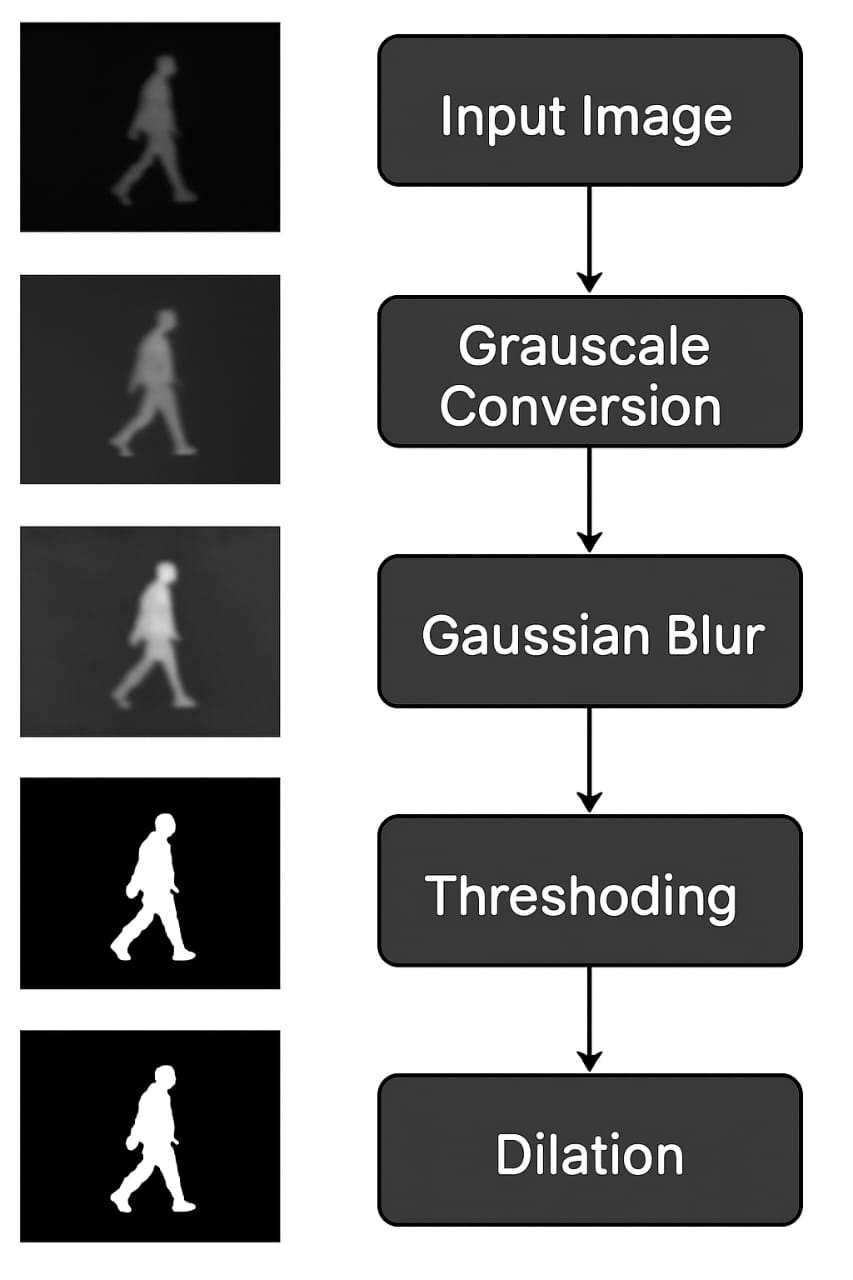 Input Image
Grauscale
Conversion
Gaussian Blur
Threshoding
Dilation